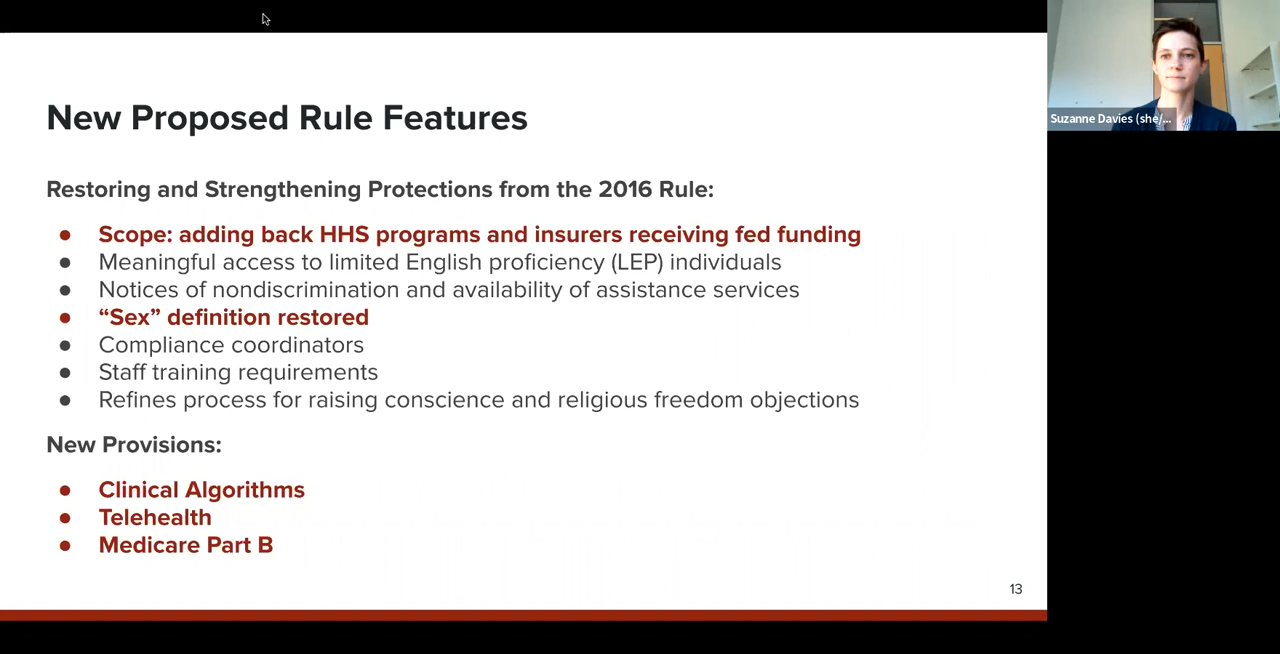 New Proposed Rule Features
Restoring and Strengthening Protections from the 2016 Rule:
● Scope: adding back HHS programs and insurers receiving fed funding
● Meaningful access to limited English proficiency (LEP) individuals
● Notices of nondiscrimination and availability of assistance services
● “Sex” definition restored
● Compliance coordinators
● Staff training requirements
● Refines process for raising conscience and religious freedom objections
New Provisions:
● Clinical Algorithms
● Telehealth
● Medicare Part B
13
Suzanne Davies (she/...